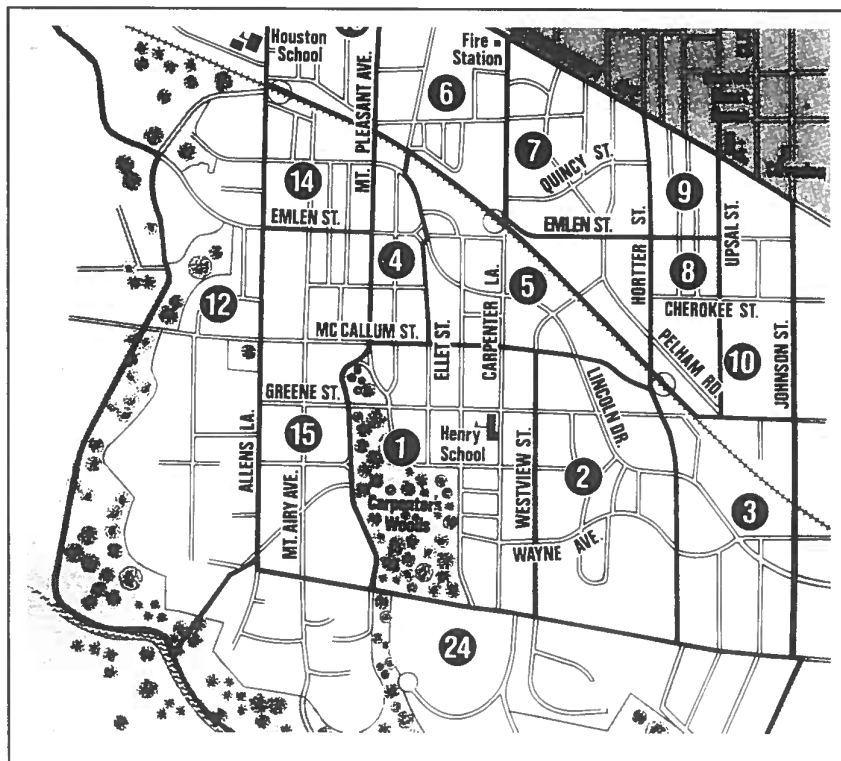 Houston
School
Fire
Station
MT. PLEASANT AVE.
6
7
QUINCY ST.
9
14
EMLEN ST.
EMLEN ST.
HORTTER ST.
UPSAL ST.
4
5
8
12
CARPENTER LA.
CHEROKEE ST.
MC CALLUM ST.
ELLET ST.
PELHAM RD.
10
JOHNSON ST.
GREENE ST.
LINCOLN DR.
ALLENS LA.
15
1
Henry
School
WESTVIEW ST.
2
MT. AIRY AVE.
Carpenter's
Woods
3
WAYNE AVE.
24